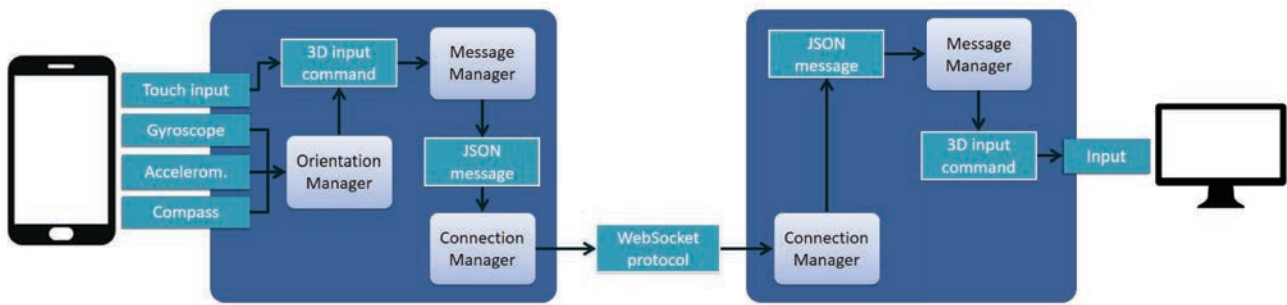 Touch input
Gyroscope
Accelerom.
Compass
3D input
command
Orientation
Manager
Message
Manager
JSON
message
Connection
Manager
WebSocket
protocol
Connection
Manager
JSON
message
Message
Manager
3D input
command
Input